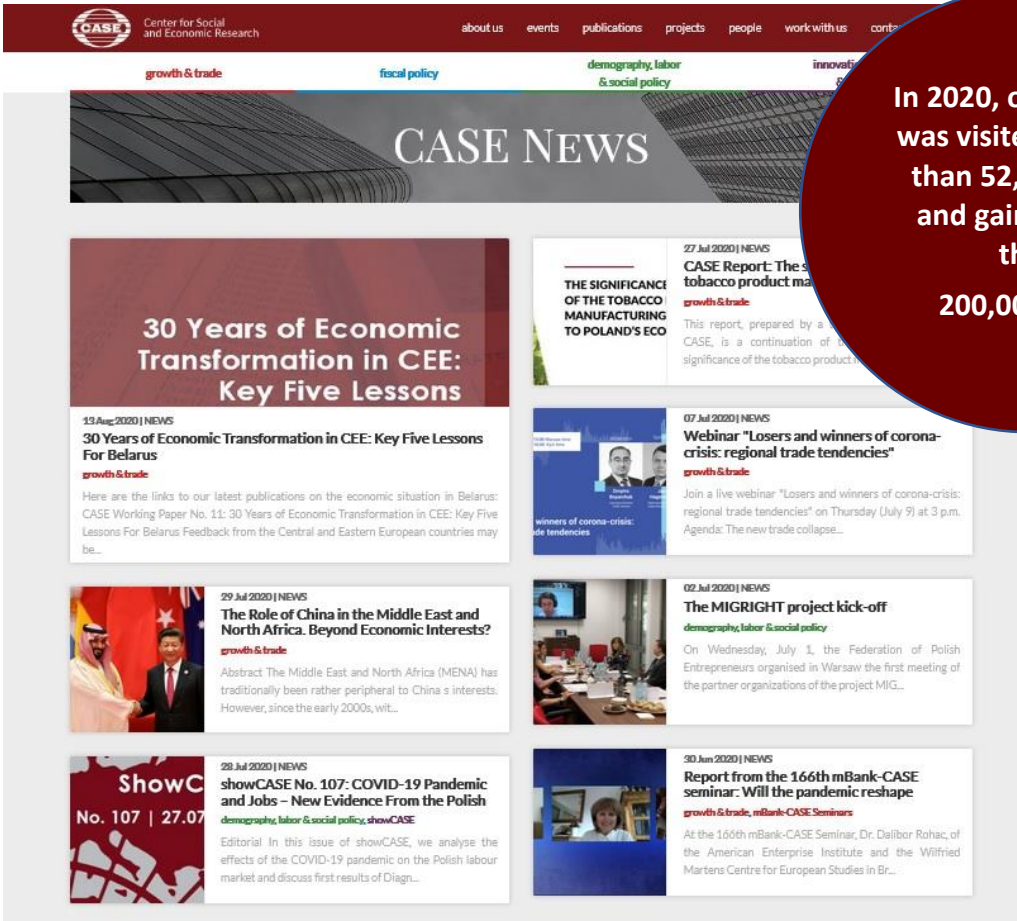 CASE
Center for Social
and Economic Research
about us events publications projects people work with us
growth & trade
fiscal policy
demography, labor
& social policy
CASE NEWS
In 2020,
than 52,
200,00
30 Years of Economic
Transformation in CEE:
Key Five Lessons
13 Aug 2020 | NEWS
30 Years of Economic Transformation in CEE: Key Five Lessons
For Belarus
growth & trade
Here are the links to our latest publications on the economic situation in Belarus:
CASE Working Paper No. 11: 30 Years of Economic Transformation in CEE: Key Five
Lessons For Belarus Feedback from the Central and Eastern European countries may
be...
29 Jul 2020 | NEWS
The Role of China in the Middle East and
North Africa. Beyond Economic Interests?
growth & trade
Abstract The Middle East and North Africa (MENA) has
traditionally been rather peripheral to China s interests.
However, since the early 2000s, wit...
ShowC
No. 107 | 27.07
28 Jul 2020 | NEWS
showCASE No. 107: COVID-19 Pandemic
and Jobs – New Evidence From the Polish
demography, labor & social policy, showCASE
Editorial In this issue of showCASE, we analyse the
effects of the COVID-19 pandemic on the Polish labour
market and discuss first results of Diagn...
THE SIGNIFICANCE
OF THE TOBACCO
MANUFACTURING
TO POLAND'S ECO
27 Jul 2020 | NEWS
CASE Report: The s
tobacco product ma
growth & trade
This report, prepared by a
CASE, is a continuation of
significance of the tobacco product
winners of corona-crisis:
de tendencies
07 Jul 2020 | NEWS
Webinar "Losers and winners of corona-
crisis: regional trade tendencies"
growth & trade
Join a live webinar "Losers and winners of corona-crisis:
regional trade tendencies" on Thursday (July 9) at 3 p.m.
Agenda: The new trade collapse...
02 Jul 2020 | NEWS
The MIGRIGHT project kick-off
demography, labor & social policy
On Wednesday, July 1, the Federation of Polish
Entrepreneurs organised in Warsaw the first meeting of
the partner organizations of the project MIG...
30 Jun 2020 | NEWS
Report from the 166th mBank-CASE
seminar: Will the pandemic reshape
growth & trade, mBank-CASE Seminars
At the 166th mBank-CASE Seminar, Dr. Dalibor Rohac, of
the American Enterprise Institute and the Wilfried
Martens Centre for European Studies in Br...